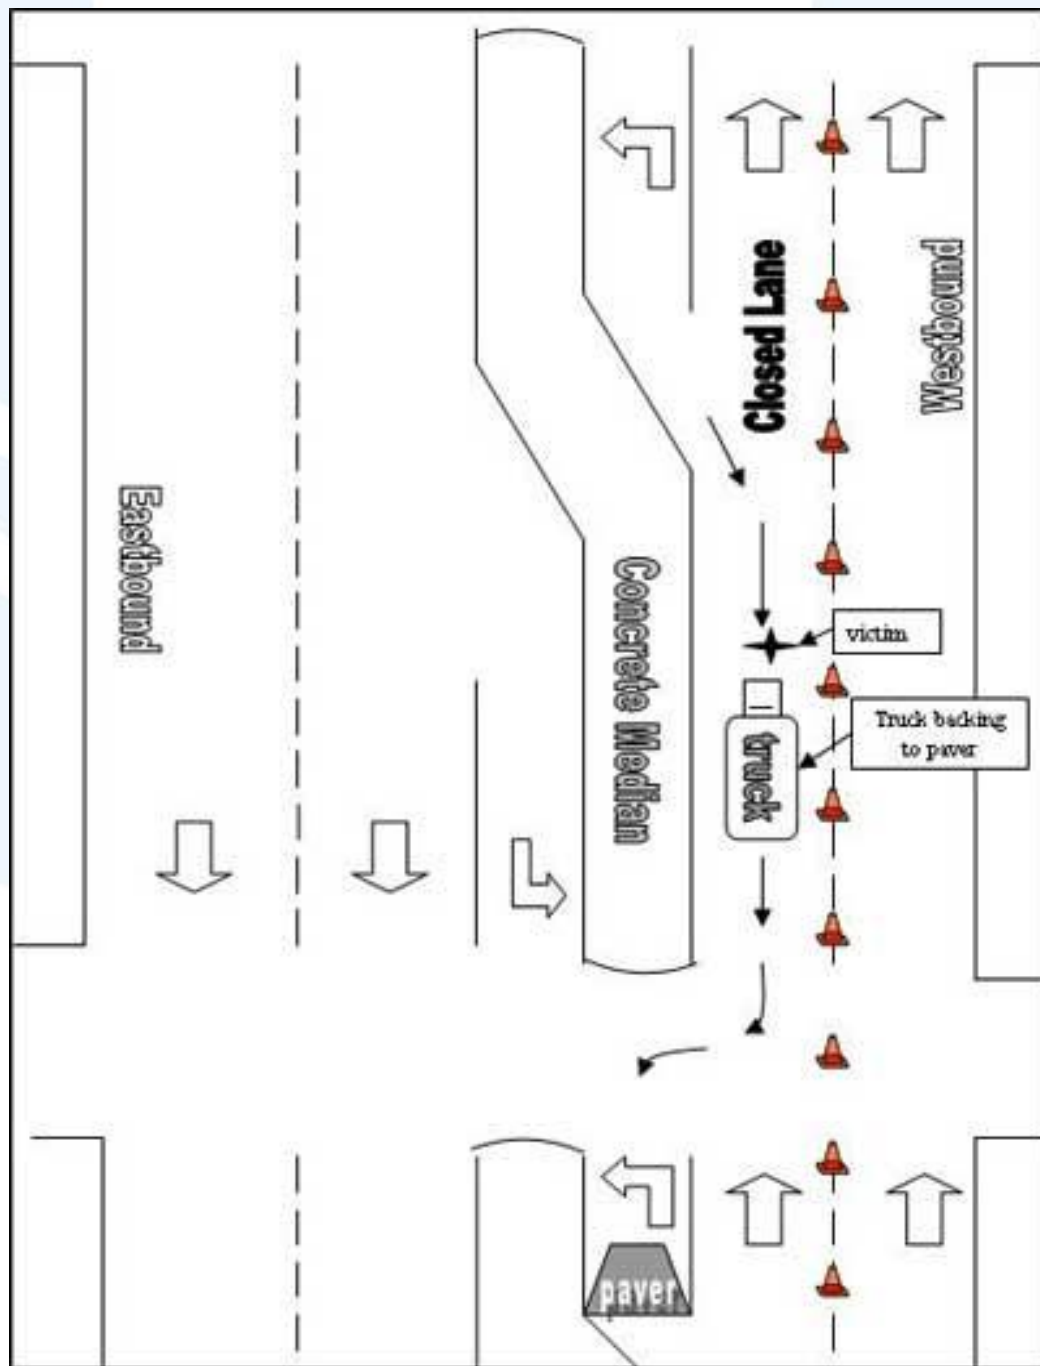 Westbound
Closed Lane
Eastbound
Concrete Median
victim
Truck backing
to paver
truck
paver